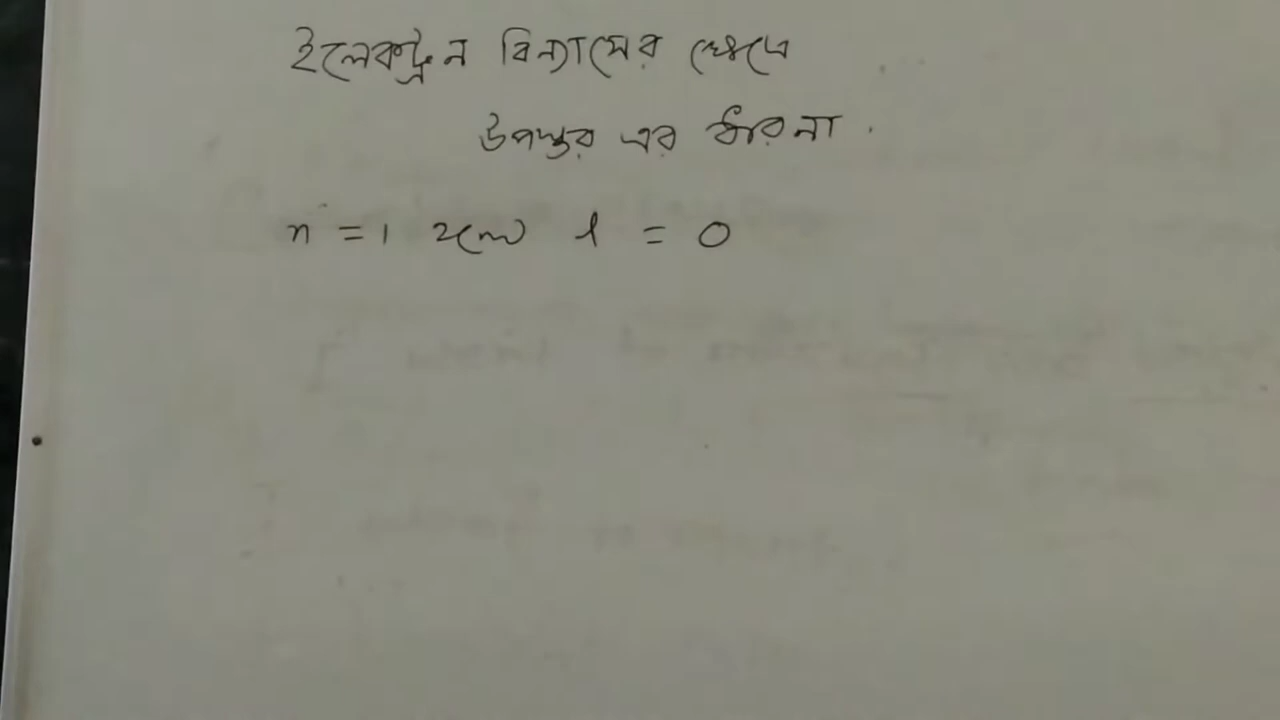 ইলেকট্রন বিন্যাসের ক্ষেত্রে
উপস্তর এর ধারনা.
n = 1 হলে l = 0